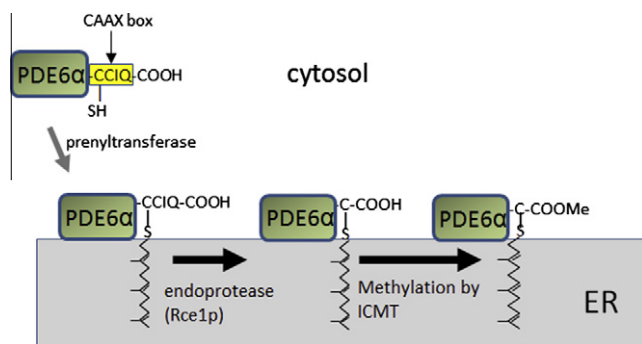 CAAX box
PDE6α -CCIQ-COOH
SH
cytosol
prenyltransferase
PDE6α -CCIQ-COOH
S
PDE6α -C-COOH
S
PDE6α -C-COOMe
S
endoprotease
(Rce1p)
Methylation by
ICMT
ER